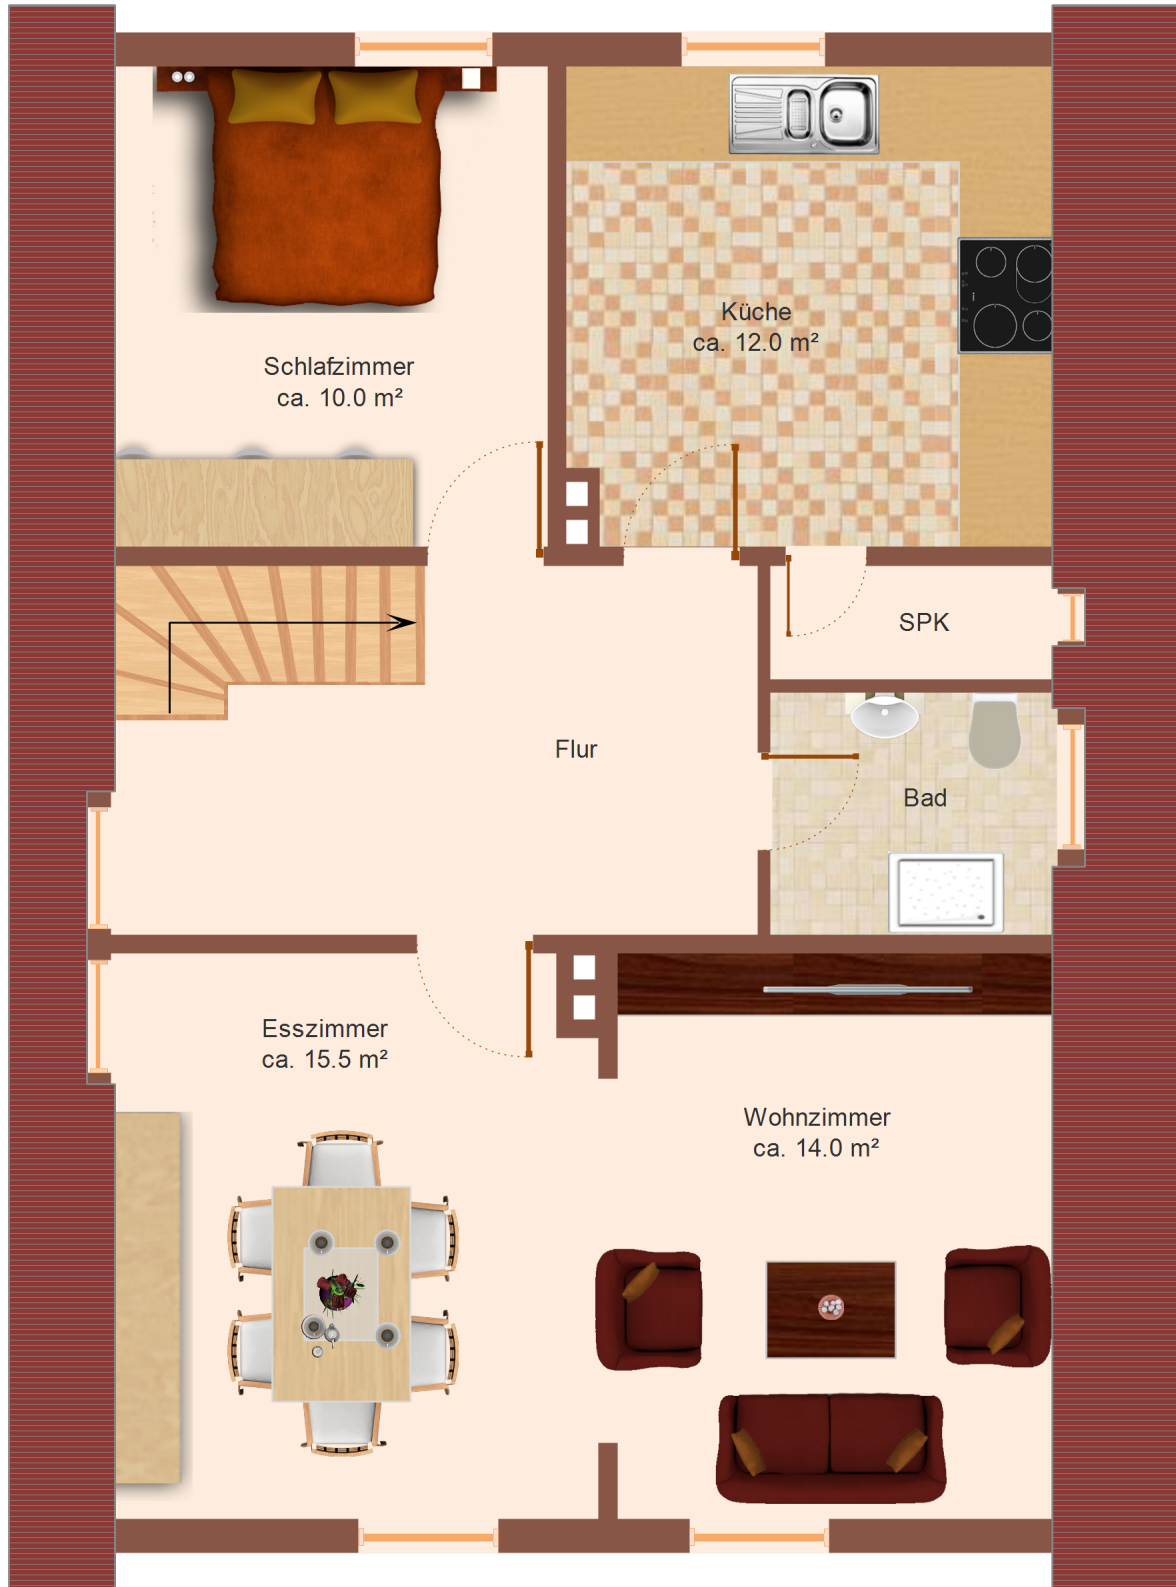 Küche
ca. 12.0 m²
Schlafzimmer
ca. 10.0 m²
SPK
Flur
Bad
Esszimmer
ca. 15.5 m²
Wohnzimmer
ca. 14.0 m²